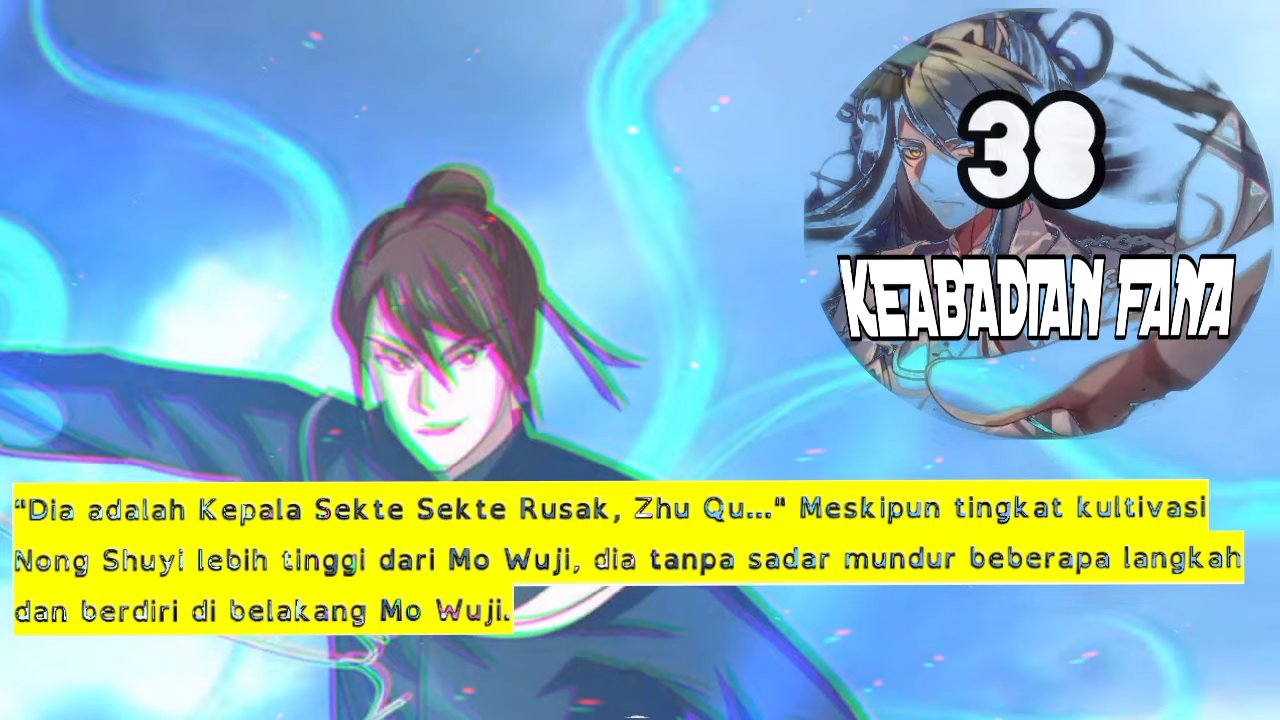 38
KEABADIAN FANA
"Dia adalah Kepala Sekte Sekte Rusak, Zhu Qu..." Meskipun tingkat kultivasi
Nong Shuyi lebih tinggi dari Mo Wuji, dia tanpa sadar mundur beberapa langkah
dan berdiri di belakang Mo Wuji.